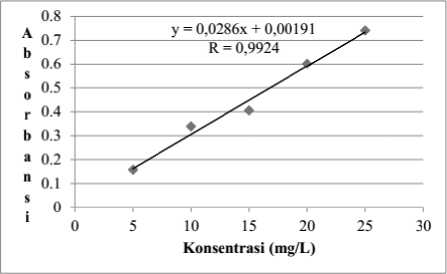 y = 0,0286x + 0,00191
R = 0,9924
Absorbansi
0.8
0.7
0.6
0.5
0.4
0.3
0.2
0.1
0
0 5 10 15 20 25 30
Konsentrasi (mg/L)